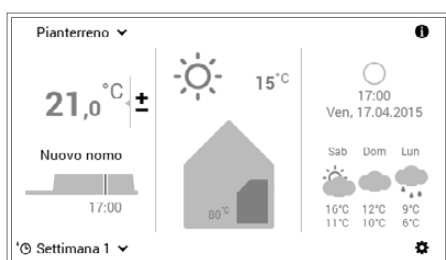 Pianterreno
21,0 °C ±
Nuovo nomo
17:00
Settimana 1
15°C
80°C
17:00
Ven, 17.04.2015
Sab Dom Lun
16°C 12°C 9°C
11°C 10°C 6°C